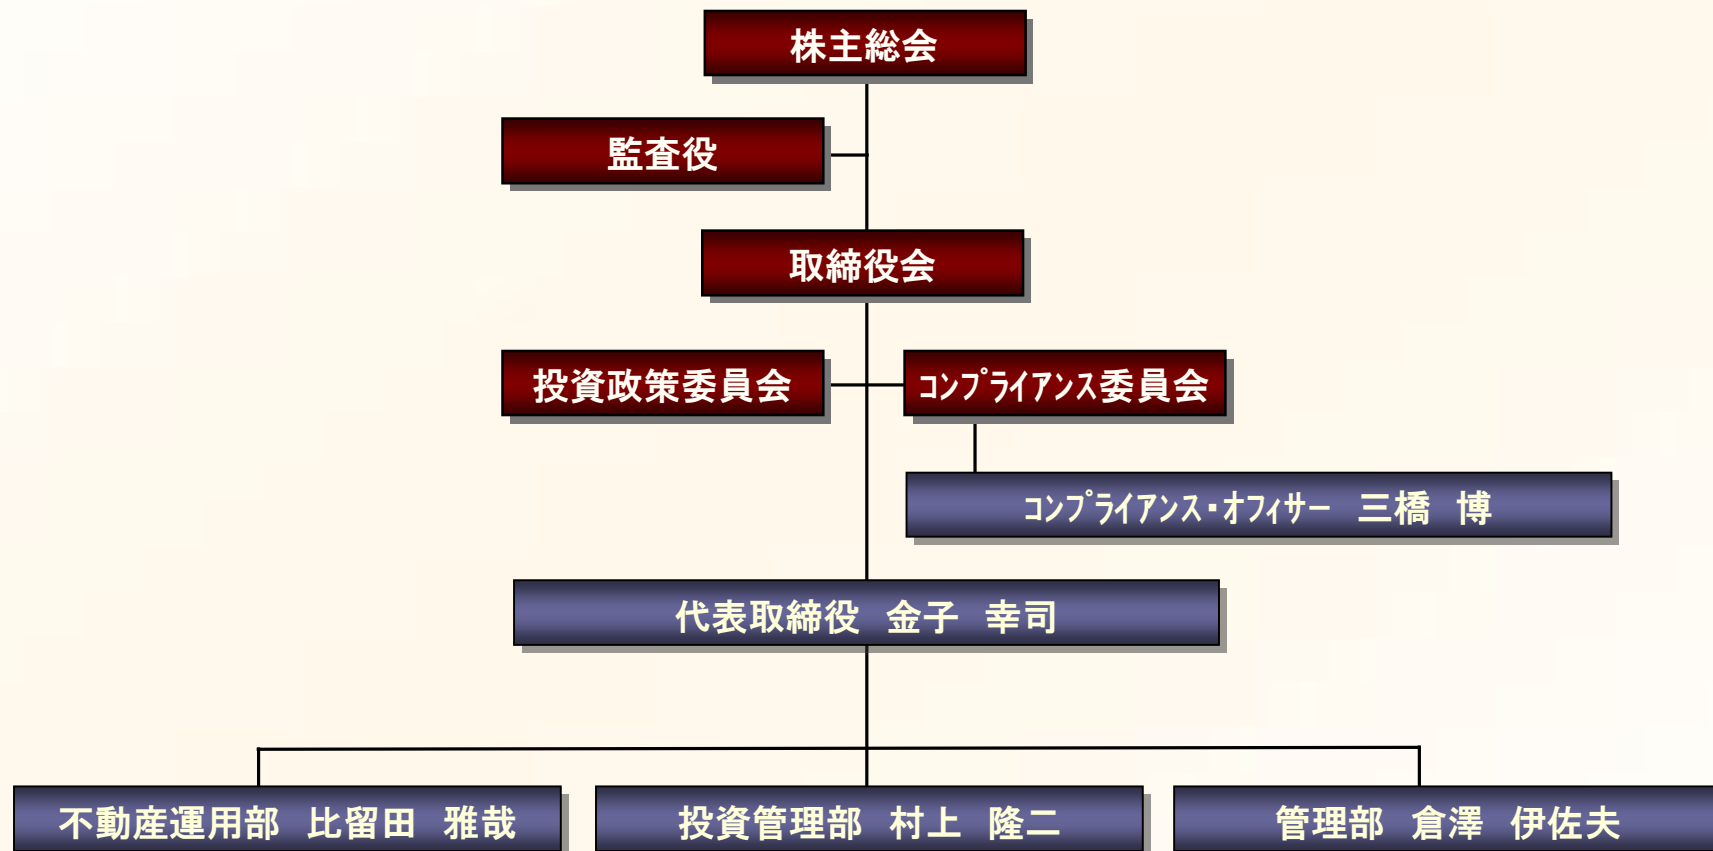 株主総会
監査役
取締役会
投資政策委員会
ｺﾝﾌﾟﾗｲｱﾝｽ委員会
ｺﾝﾌﾟﾗｲｱﾝｽ・ｵﾌｨｻｰ　三橋　博
代表取締役　金子　幸司
不動産運用部　比留田　雅哉
投資管理部　村上　隆二
管理部　倉澤　伊佐夫